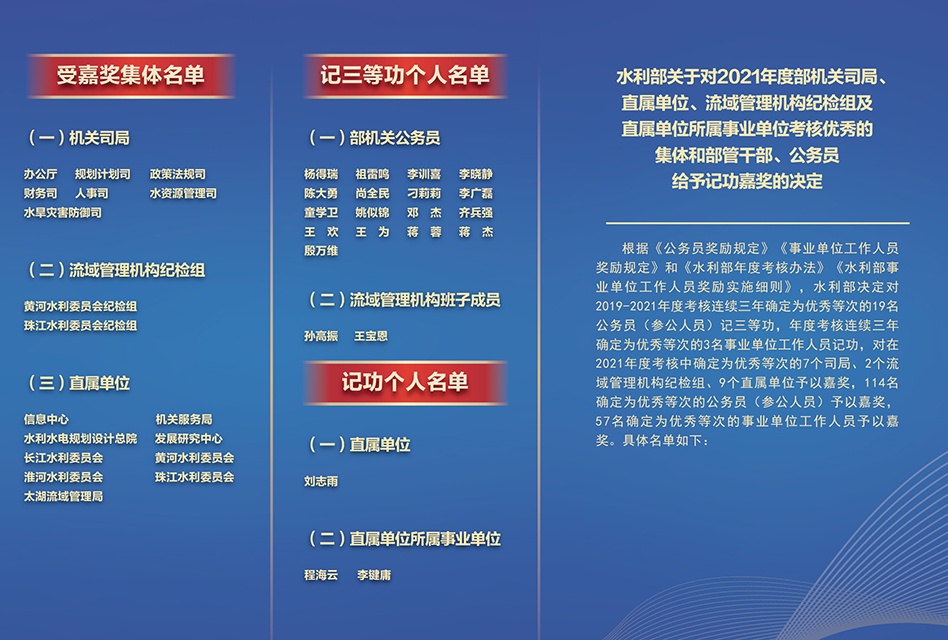 受嘉奖集体名单
（一）机关司局
办公厅 规划计划司 政策法规司
财务司 人事司 水资源管理司
水旱灾害防御司
（二）流域管理机构纪检组
黄河水利委员会纪检组
珠江水利委员会纪检组
（三）直属单位
信息中心 机关服务局
水利水电规划设计总院 发展研究中心
长江水利委员会 黄河水利委员会
淮河水利委员会 珠江水利委员会
太湖流域管理局
记三等功个人名单
（一）部机关公务员
杨得瑞 祖雷鸣 李训喜 李晓静
陈大勇 尚全民 刁莉莉 李广磊
童学卫 姚似锦 邓 杰 齐兵强
王 欢 王 为 蒋 蓉 蒋 杰
殷万维
（二）流域管理机构班子成员
孙高振 王宝恩
记功个人名单
（一）直属单位
刘志雨
（二）直属单位所属事业单位
程海云 李键庸
水利部关于对2021年度部机关司局、
直属单位、流域管理机构纪检组及
直属单位所属事业单位考核优秀的
集体和部管干部、公务员
给予记功嘉奖的决定
根据《公务员奖励规定》《事业单位工作人员
奖励规定》和《水利部年度考核办法》《水利部事
业单位工作人员奖励实施细则》，水利部决定对
2019-2021年度考核连续三年确定为优秀等次的19名
公务员（参公人员）记三等功，年度考核连续三年
确定为优秀等次的3名事业单位工作人员记功，对在
2021年度考核中确定为优秀等次的7个司局、2个流
域管理机构纪检组、9个直属单位予以嘉奖，114名
确定为优秀等次的公务员（参公人员）予以嘉奖，
57名确定为优秀等次的事业单位工作人员予以嘉
奖。具体名单如下：